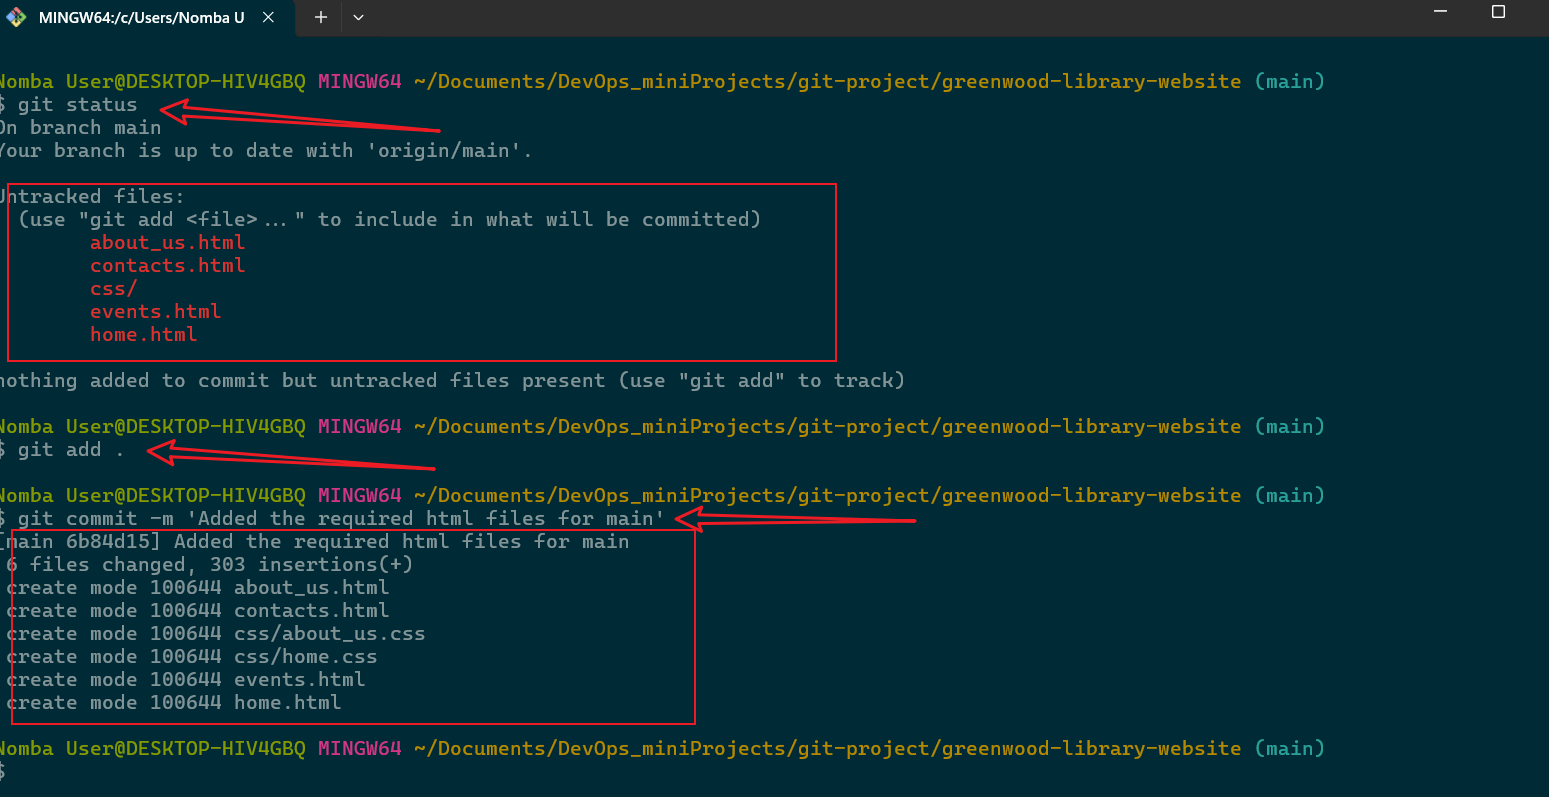 MINGW64:/c/Users/Nomba U
Nomba User@DESKTOP-HIV4GBQ MINGW64 ~/Documents/DevOps_miniProjects/git-project/greenwood-library-website (main)
$ git status
On branch main
Your branch is up to date with 'origin/main'.
Untracked files:
(use "git add <file>..." to include in what will be committed)
about_us.html
contacts.html
css/
events.html
home.html
nothing added to commit but untracked files present (use "git add" to track)
Nomba User@DESKTOP-HIV4GBQ MINGW64 ~/Documents/DevOps_miniProjects/git-project/greenwood-library-website (main)
$ git add .
Nomba User@DESKTOP-HIV4GBQ MINGW64 ~/Documents/DevOps_miniProjects/git-project/greenwood-library-website (main)
$ git commit -m 'Added the required html files for main'
[main 6b84d15] Added the required html files for main
6 files changed, 303 insertions(+)
create mode 100644 about_us.html
create mode 100644 contacts.html
create mode 100644 css/about_us.css
create mode 100644 css/home.css
create mode 100644 events.html
create mode 100644 home.html
Nomba User@DESKTOP-HIV4GBQ MINGW64 ~/Documents/DevOps_miniProjects/git-project/greenwood-library-website (main)
$